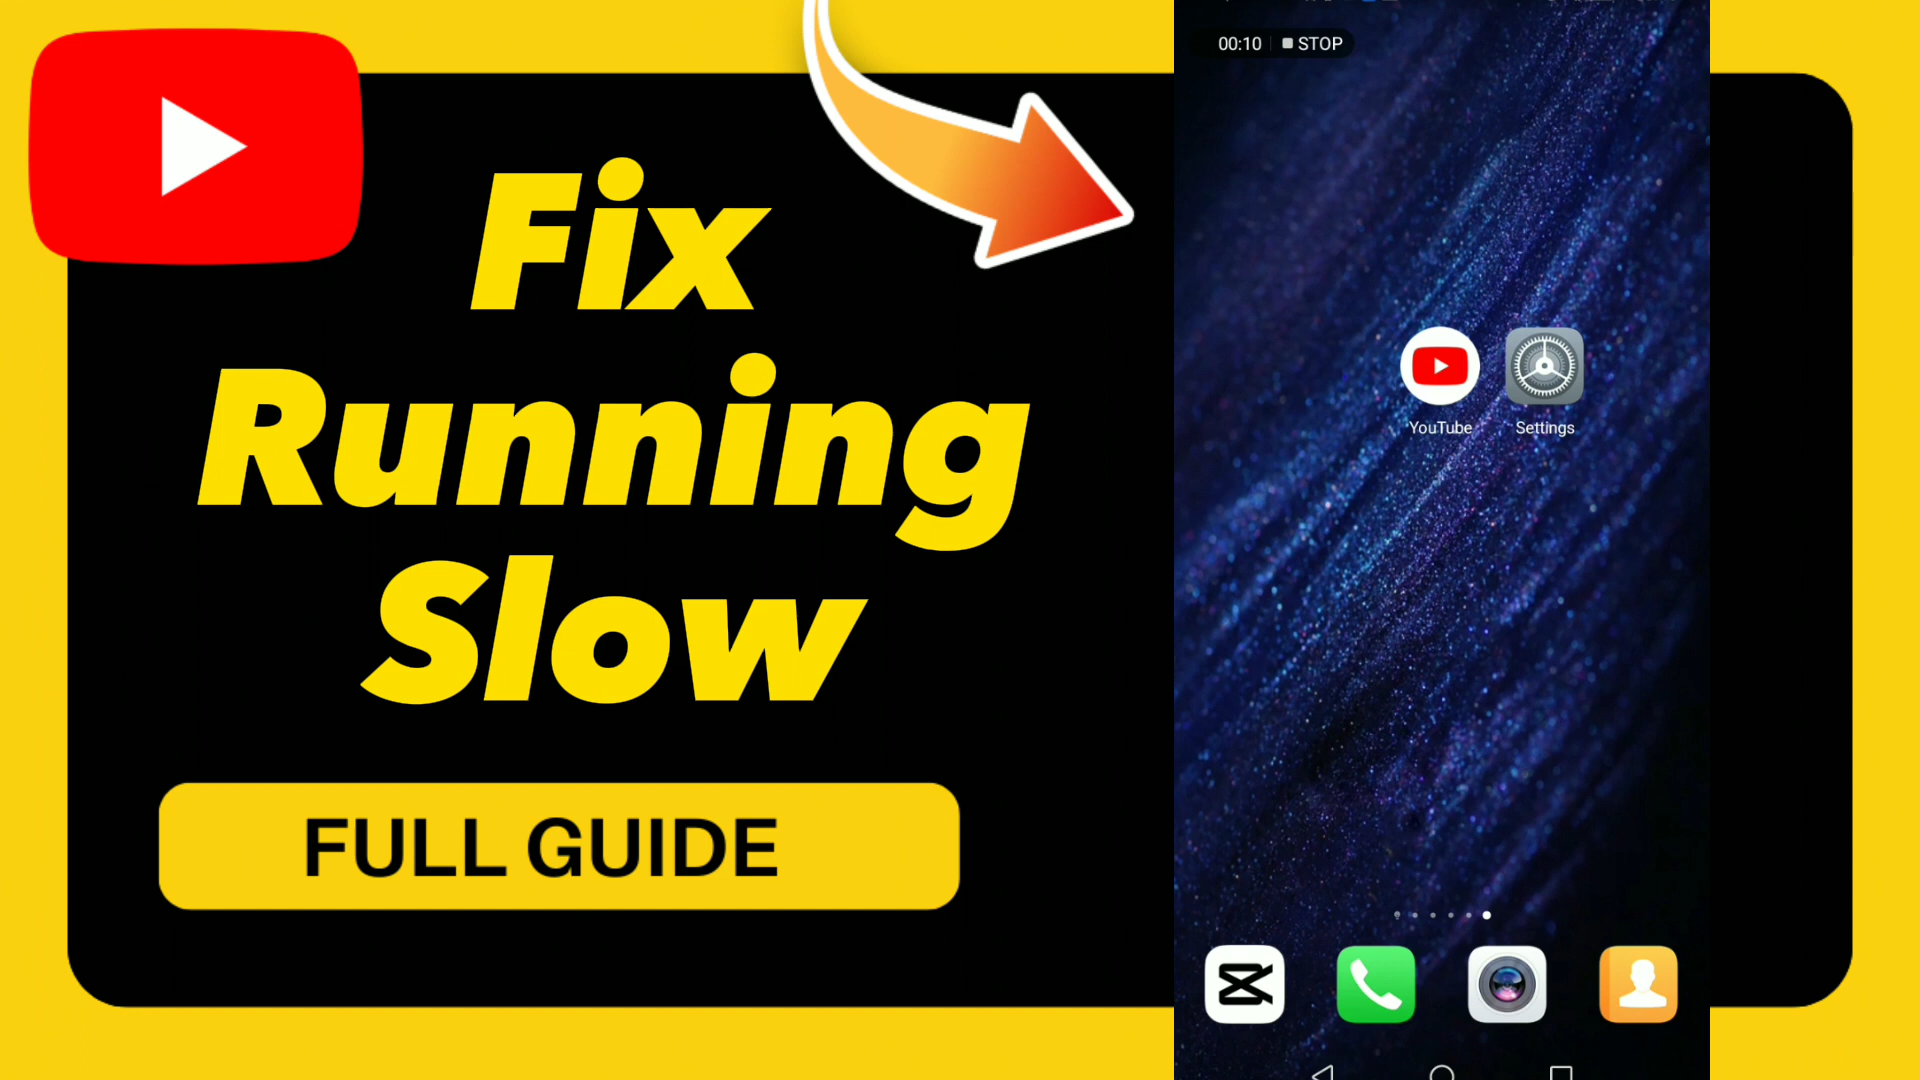 Fix
Running
Slow
FULL GUIDE
00:10 STOP
YouTube
Settings